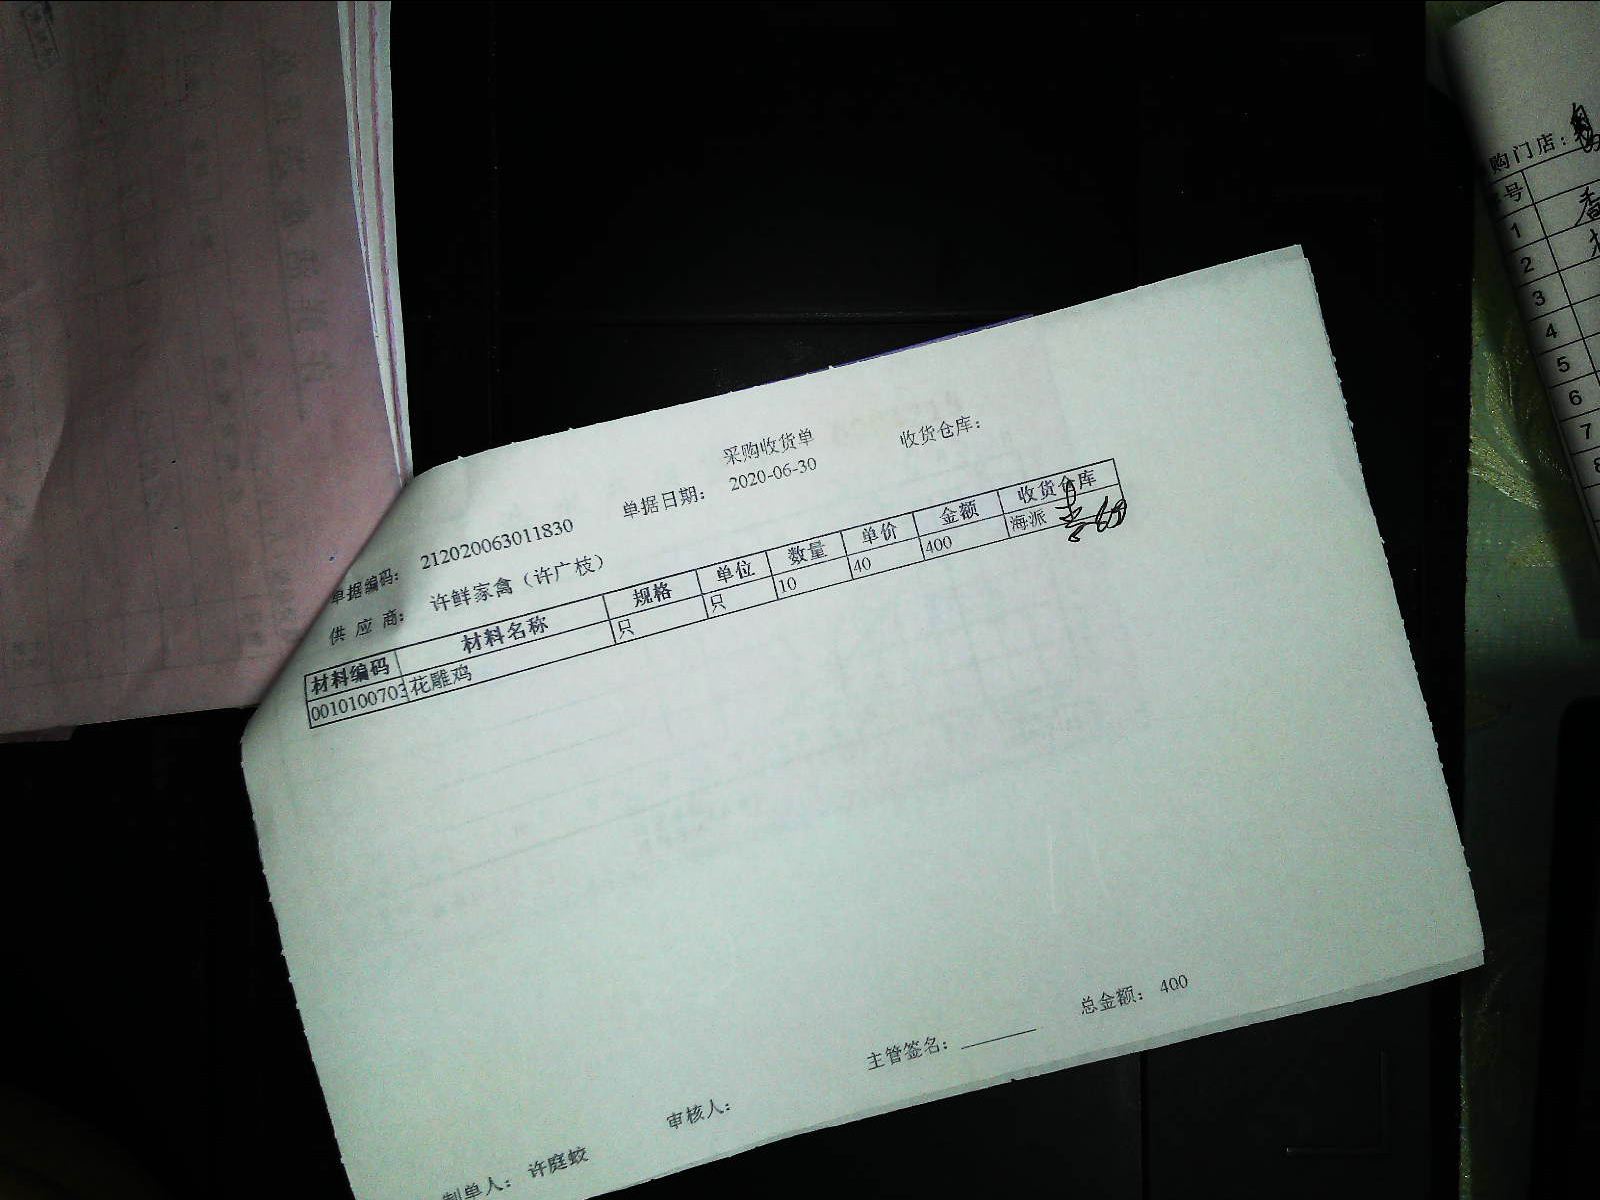 采购收货单
单据编码: 212020063011830 单据日期: 2020-06-30 收货仓库:
供 应 商: 许鲜家禽（许广枝）
材料编码 材料名称 规格 单位 数量 单价 金额 收货仓库
0010100703 花雕鸡 只 只 10 40 400 海派
主管签名: 总金额: 400
制单人: 许庭蛟 审核人:
购门店:
号
1
2
3
4
5
6
7
8